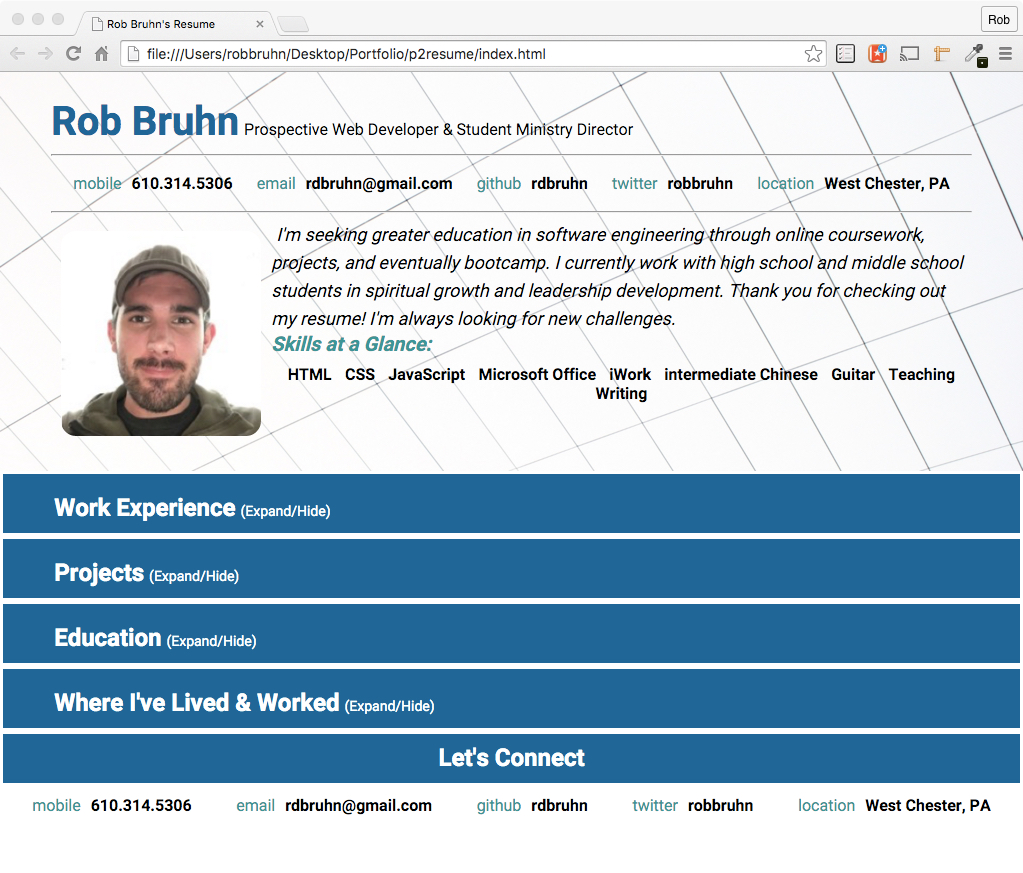 Rob Bruhn's Resume
Rob
file:///Users/robbruhn/Desktop/Portfolio/p2resume/index.html
Rob Bruhn Prospective Web Developer & Student Ministry Director
mobile 610.314.5306 email rdbruhn@gmail.com github rdbruhn twitter robbruhn location West Chester, PA
I'm seeking greater education in software engineering through online coursework,
projects, and eventually bootcamp. I currently work with high school and middle school
students in spiritual growth and leadership development. Thank you for checking out
my resume! I'm always looking for new challenges.
Skills at a Glance:
HTML CSS JavaScript Microsoft Office iWork intermediate Chinese Guitar Teaching
Writing
Work Experience (Expand/Hide)
Projects (Expand/Hide)
Education (Expand/Hide)
Where I've Lived & Worked (Expand/Hide)
Let's Connect
mobile 610.314.5306 email rdbruhn@gmail.com github rdbruhn twitter robbruhn location West Chester, PA